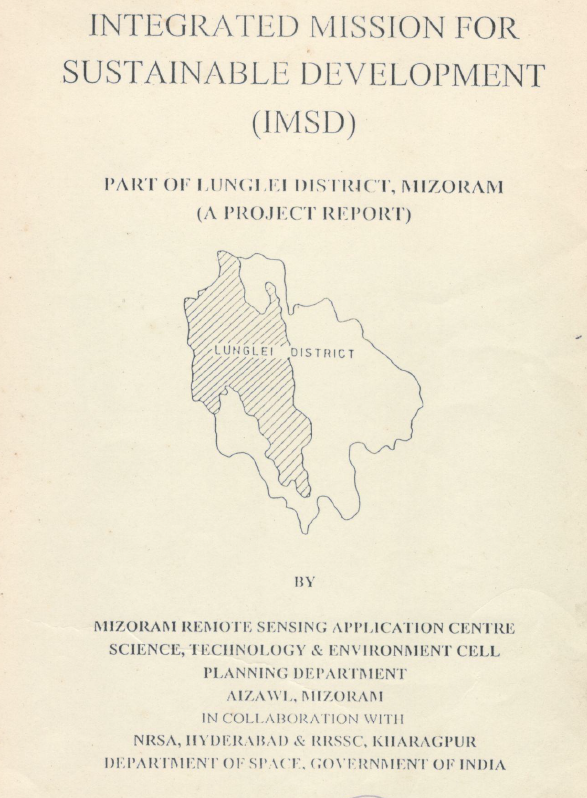 INTEGRATED MISSION FOR
SUSTAINABLE DEVELOPMENT
(IMSD)
PART OF LUNGLEI DISTRICT, MIZORAM
(A PROJECT REPORT)
LUNGLEI DISTRICT
BY
MIZORAM REMOTE SENSING APPLICATION CENTRE
SCIENCE, TECHNOLOGY & ENVIRONMENT CELL
PLANNING DEPARTMENT
AIZAWL, MIZORAM
IN COLLABORATION WITH
NRSA, HYDERABAD & RRSSC, KHARAGPUR
DEPARTMENT OF SPACE, GOVERNMENT OF INDIA